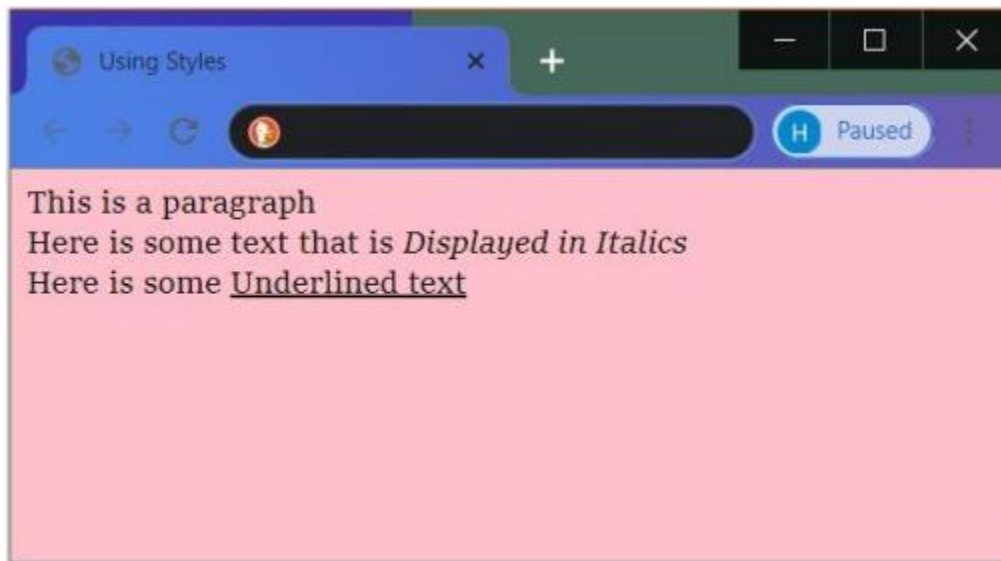 Using Styles
H Paused
This is a paragraph
Here is some text that is Displayed in Italics
Here is some Underlined text